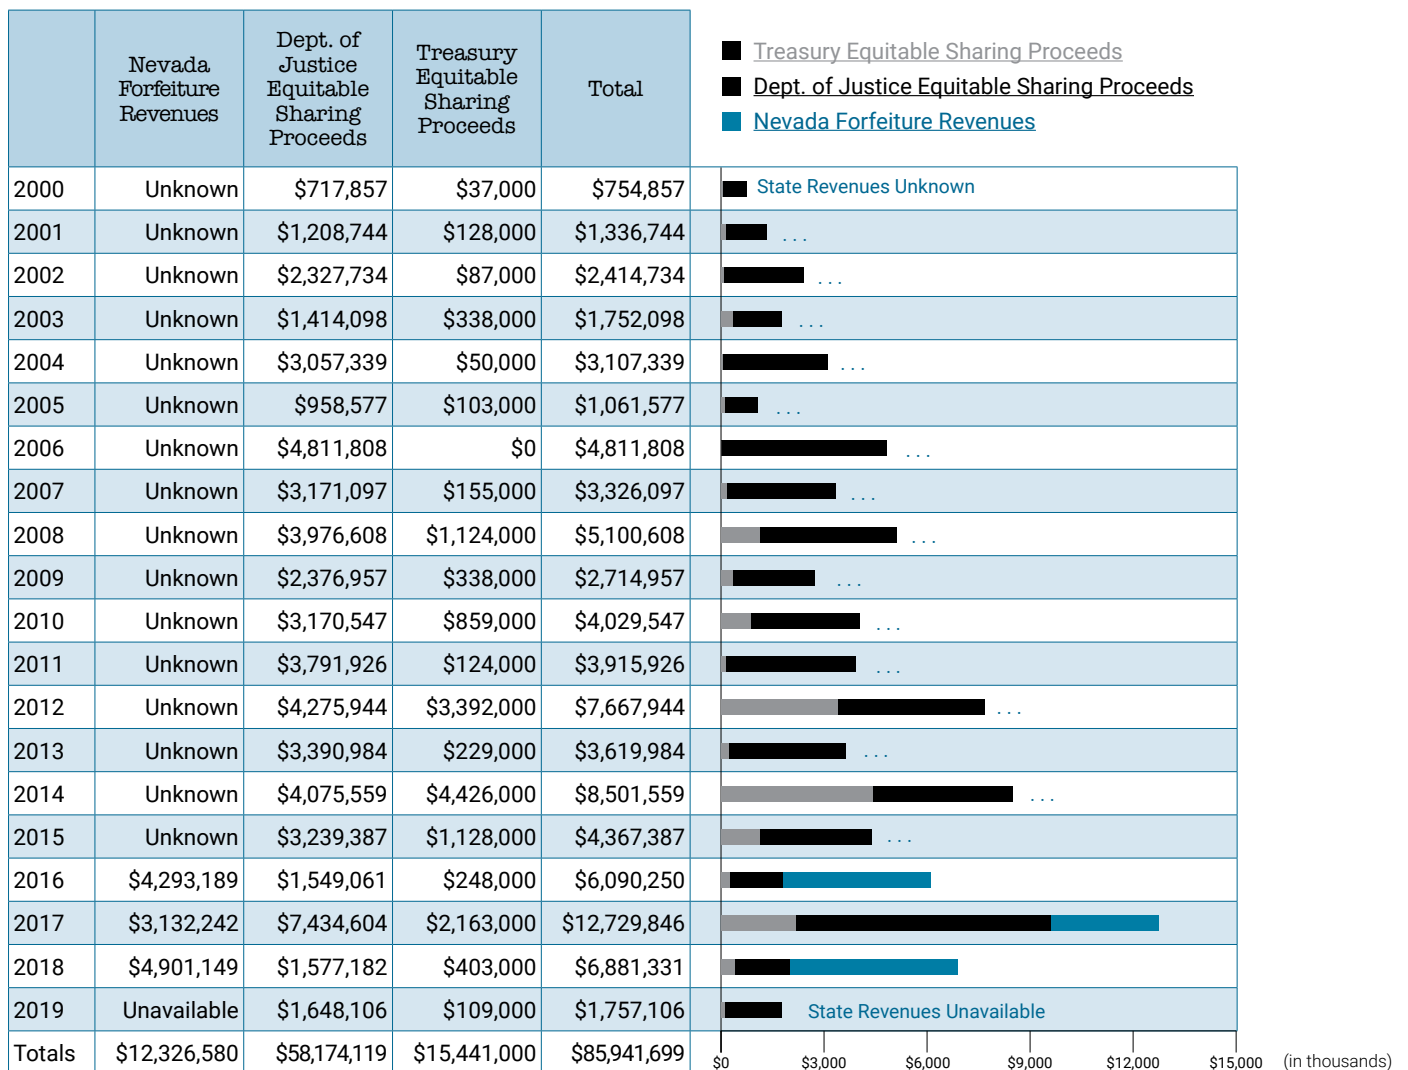 Nevada
Forfeiture
Revenues
Dept. of
Justice
Equitable
Sharing
Proceeds
Treasury
Equitable
Sharing
Proceeds
Total
Treasury Equitable Sharing Proceeds
Dept. of Justice Equitable Sharing Proceeds
Nevada Forfeiture Revenues
2000 Unknown $717,857 $37,000 $754,857 State Revenues Unknown
2001 Unknown $1,208,744 $128,000 $1,336,744 ...
2002 Unknown $2,327,734 $87,000 $2,414,734 ...
2003 Unknown $1,414,098 $338,000 $1,752,098 ...
2004 Unknown $3,057,339 $50,000 $3,107,339 ...
2005 Unknown $958,577 $103,000 $1,061,577 ...
2006 Unknown $4,811,808 $0 $4,811,808 ...
2007 Unknown $3,171,097 $155,000 $3,326,097 ...
2008 Unknown $3,976,608 $1,124,000 $5,100,608 ...
2009 Unknown $2,376,957 $338,000 $2,714,957 ...
2010 Unknown $3,170,547 $859,000 $4,029,547 ...
2011 Unknown $3,791,926 $124,000 $3,915,926 ...
2012 Unknown $4,275,944 $3,392,000 $7,667,944 ...
2013 Unknown $3,390,984 $229,000 $3,619,984 ...
2014 Unknown $4,075,559 $4,426,000 $8,501,559 ...
2015 Unknown $3,239,387 $1,128,000 $4,367,387 ...
2016 $4,293,189 $1,549,061 $248,000 $6,090,250
2017 $3,132,242 $7,434,604 $2,163,000 $12,729,846
2018 $4,901,149 $1,577,182 $403,000 $6,881,331
2019 Unavailable $1,648,106 $109,000 $1,757,106 State Revenues Unavailable
Totals $12,326,580 $58,174,119 $15,441,000 $85,941,699
$0 $3,000 $6,000 $9,000 $12,000 $15,000 (in thousands)